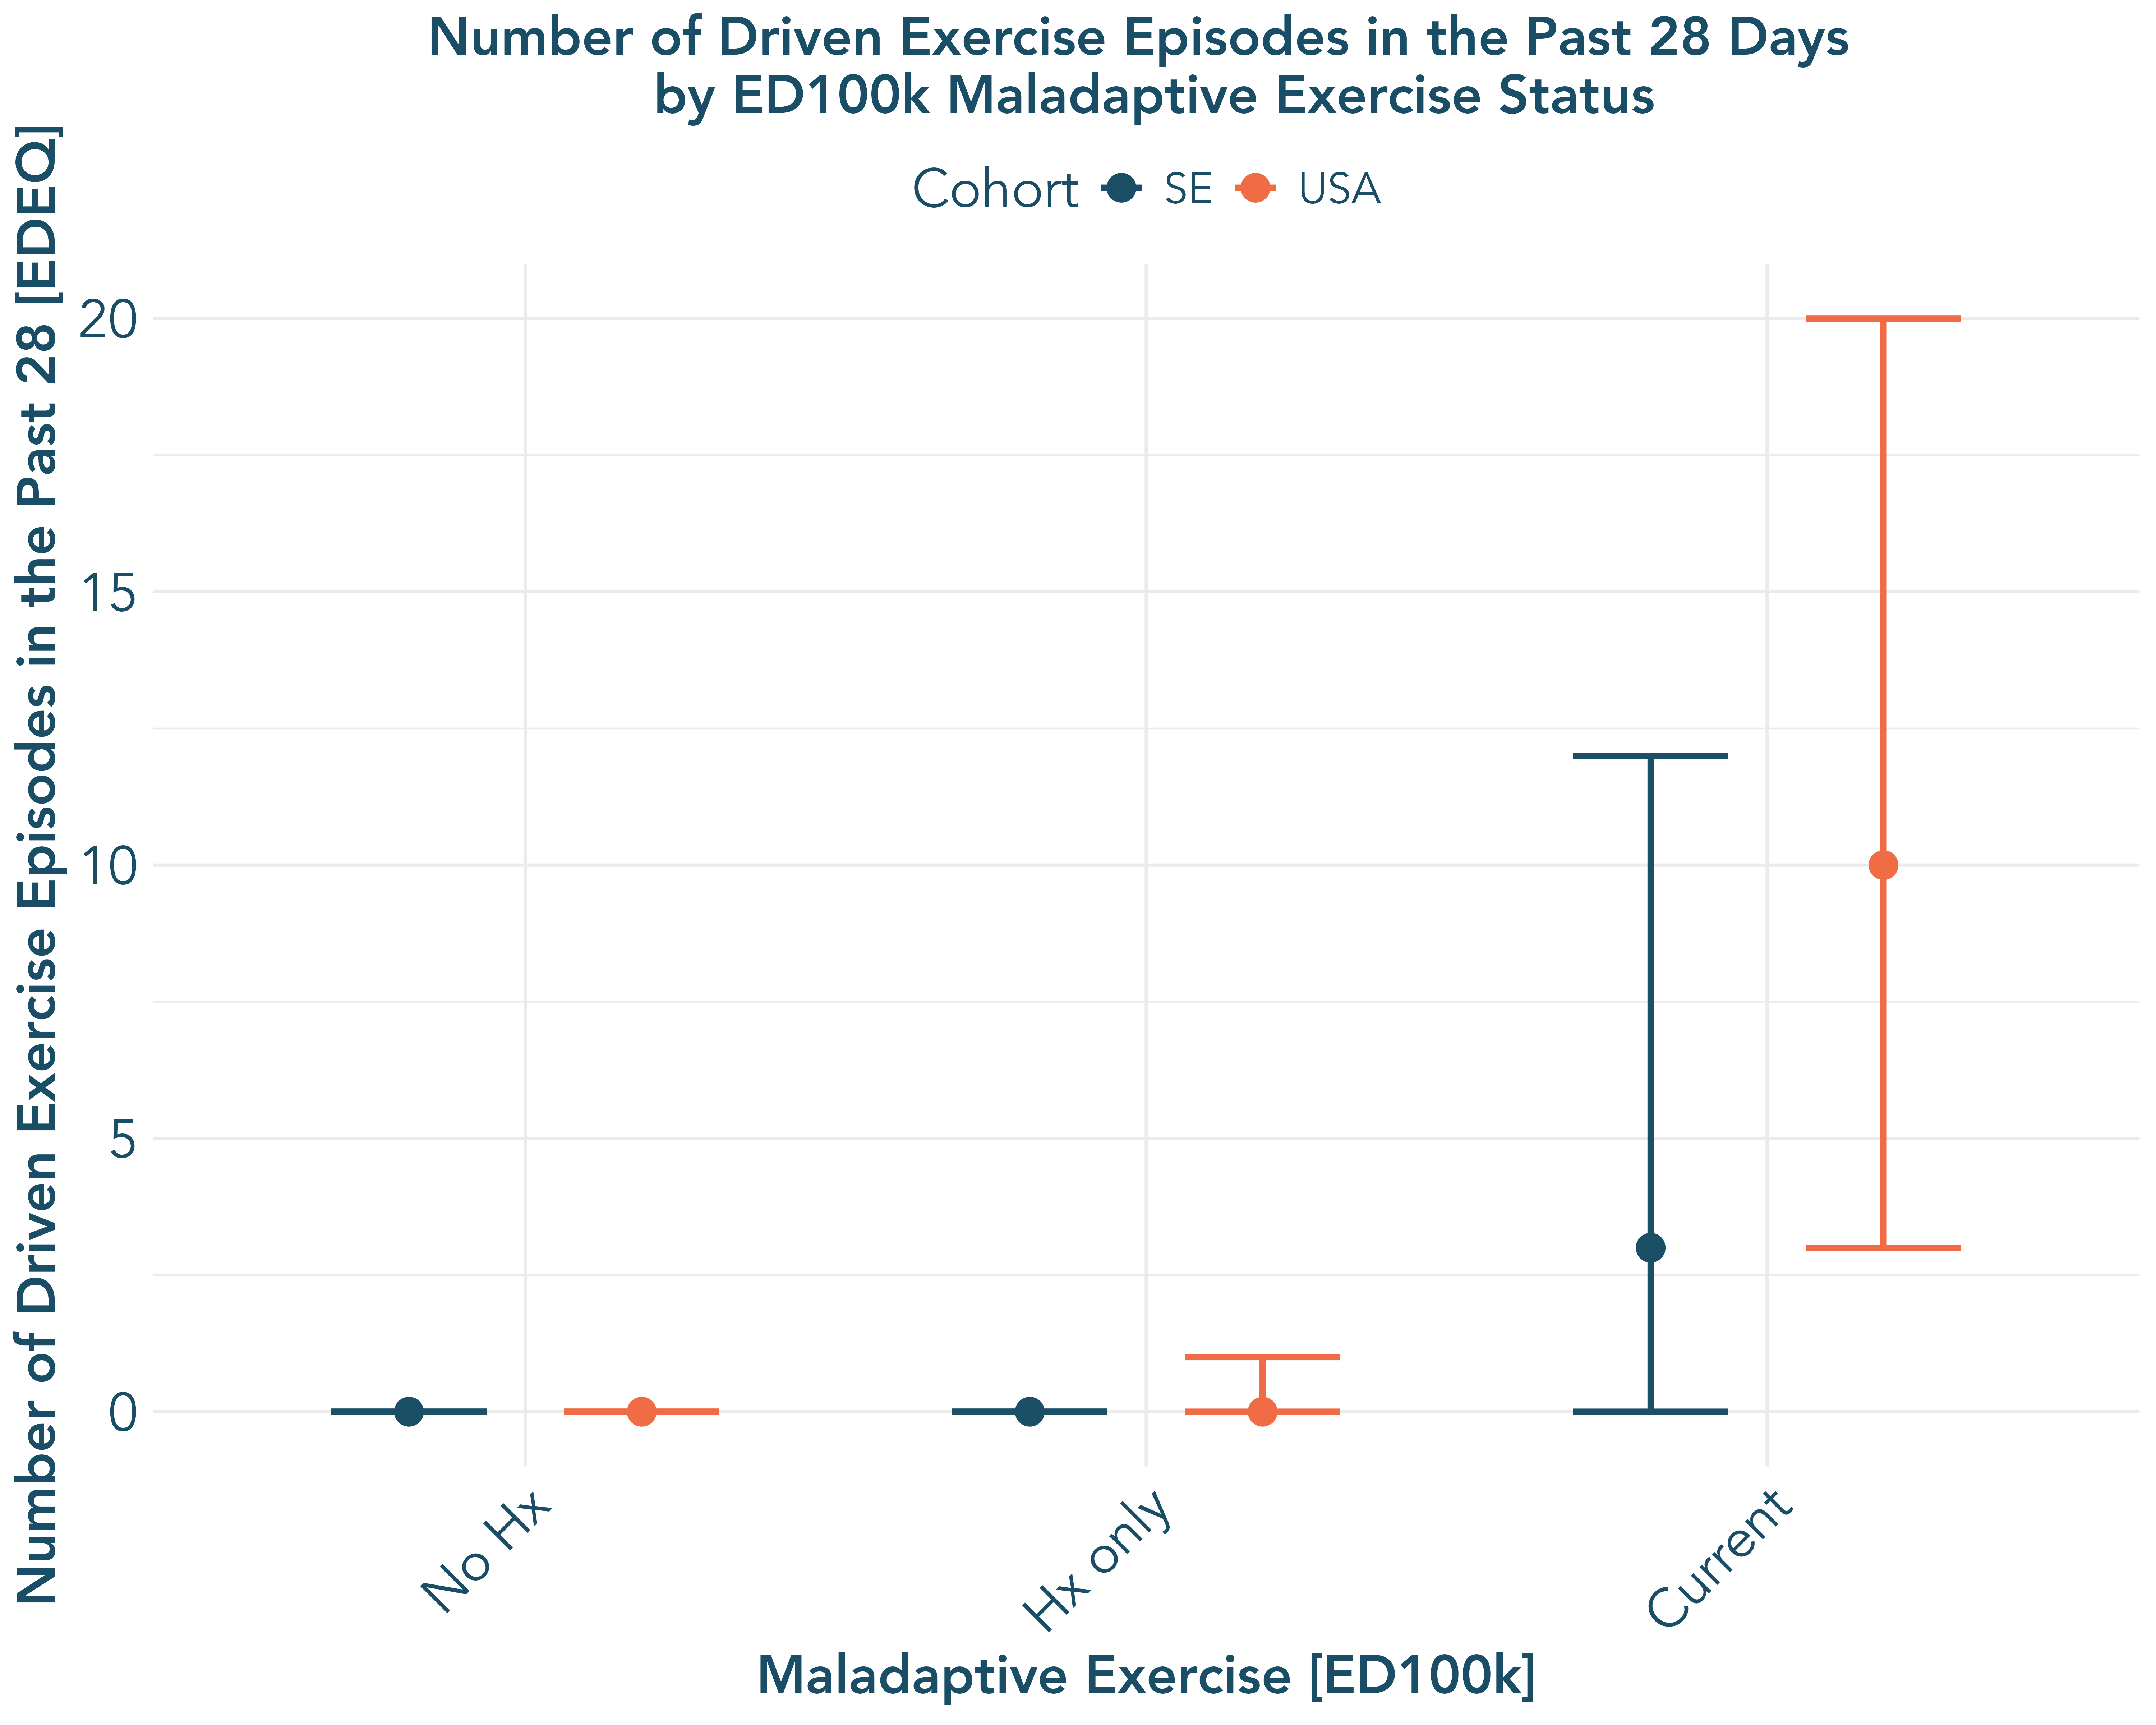 Number of Driven Exercise Episodes in the Past 28 Days
by ED100k Maladaptive Exercise Status
Cohort SE USA
Number of Driven Exercise Episodes in the Past 28 [EDEQ]
20
15
10
5
0
No Hx
Hx only
Current
Maladaptive Exercise [ED100k]